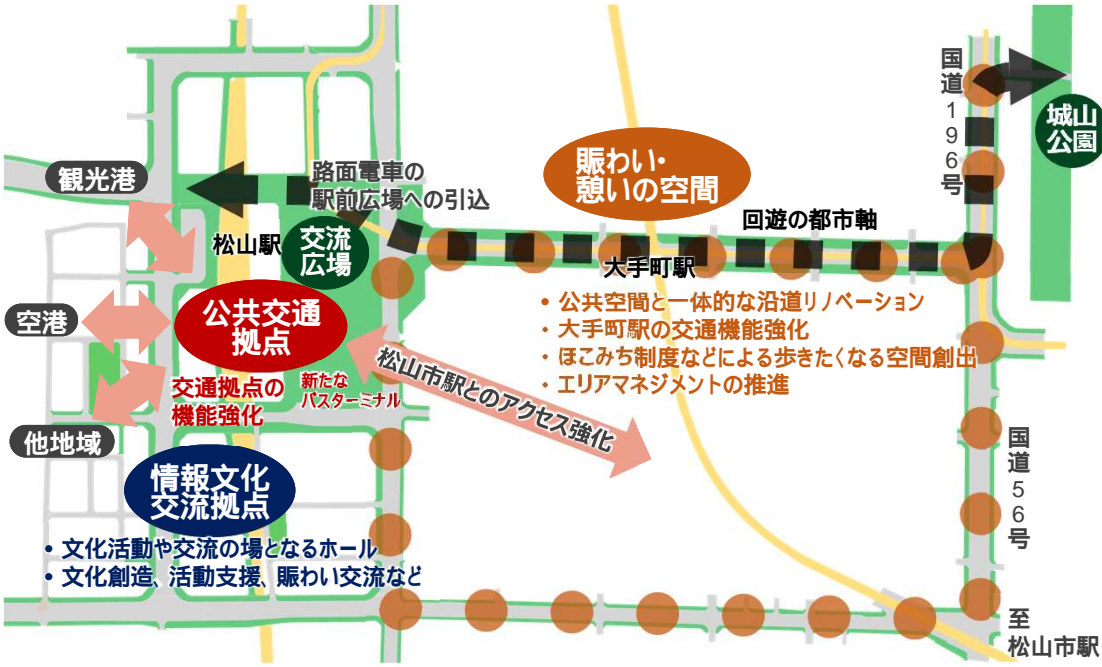 国道196号
城山
公園
観光港
路面電車の
駅前広場への引込
賑わい・
憩いの空間
回遊の都市軸
松山駅
交流
広場
大手町駅
空港
公共交通
拠点
• 公共空間と一体的な沿道リノベーション
• 大手町駅の交通機能強化
• ほこみち制度などによる歩きたくなる空間創出
• エリアマネジメントの推進
松山市駅とのアクセス強化
交通拠点の
機能強化
新たな
バスターミナル
他地域
情報文化
交流拠点
• 文化活動や交流の場となるホール
• 文化創造、活動支援、賑わい交流など
国道56号
至
松山市駅